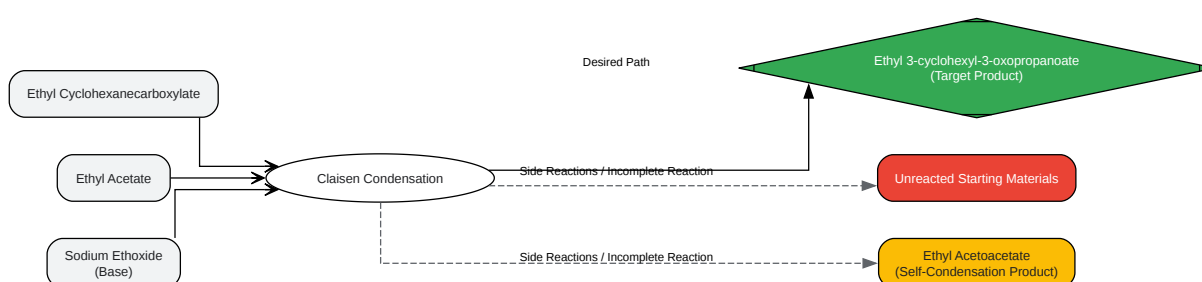 Desired Path
Ethyl 3-cyclohexyl-3-oxopropanoate
(Target Product)
Ethyl Cyclohexanecarboxylate
Ethyl Acetate
Claisen Condensation
Side Reactions / Incomplete Reaction
Unreacted Starting Materials
Sodium Ethoxide
(Base)
Side Reactions / Incomplete Reaction
Ethyl Acetoacetate
(Self-Condensation Product)